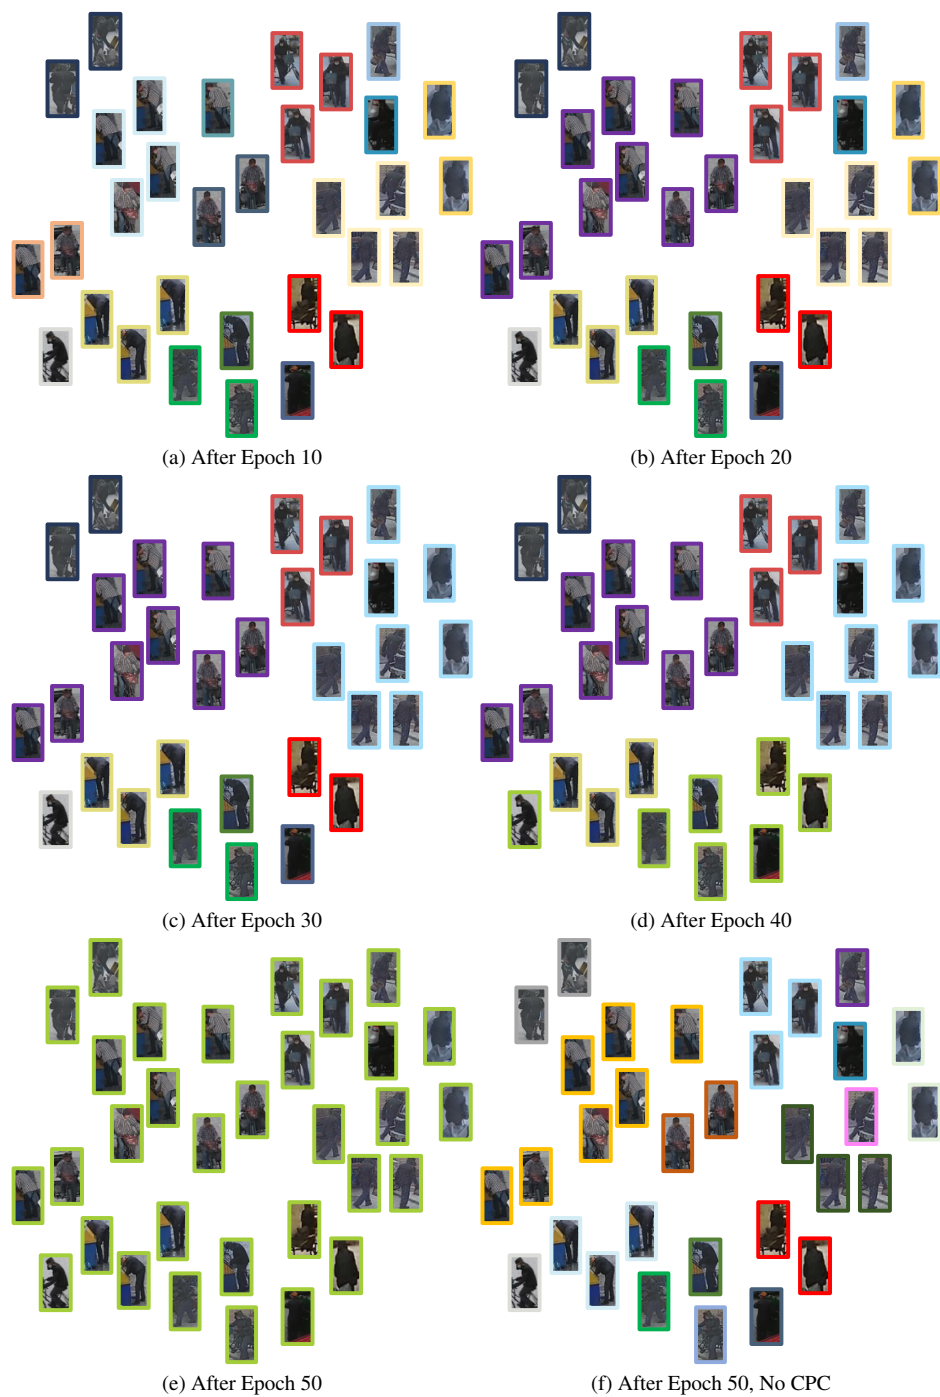 (a) After Epoch 10
(b) After Epoch 20
(c) After Epoch 30
(d) After Epoch 40
(e) After Epoch 50
(f) After Epoch 50, No CPC